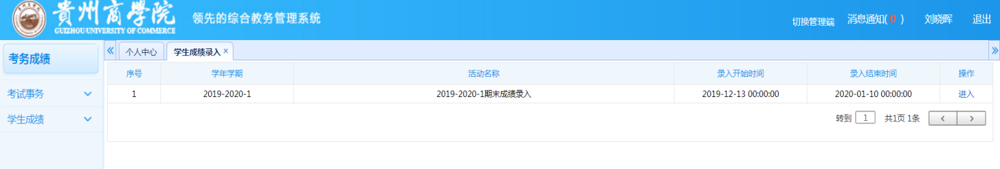 貴州商學院
GUIZHOU UNIVERSITY OF COMMERCE
领先的综合教务管理系统
切换管理端 消息通知( 0 ) 刘晓晖 退出
考务成绩
考试事务
学生成绩
个人中心 学生成绩录入 ×
序号 学年学期 活动名称 录入开始时间 录入结束时间 操作
1 2019-2020-1 2019-2020-1期末成绩录入 2019-12-13 00:00:00 2020-01-10 00:00:00 进入
转到 1 共1页 1条